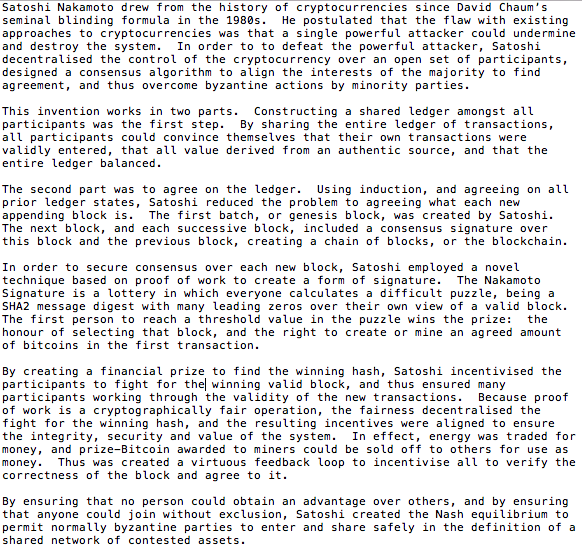 Satoshi Nakamoto drew from the history of cryptocurrencies since David Chaum's
seminal blinding formula in the 1980s.  He postulated that the flaw with existing
approaches to cryptocurrencies was that a single powerful attacker could undermine
and destroy the system.  In order to to defeat the powerful attacker, Satoshi
decentralised the control of the cryptocurrency over an open set of participants,
designed a consensus algorithm to align the interests of the majority to find
agreement, and thus overcome byzantine actions by minority parties.

This invention works in two parts.  Constructing a shared ledger amongst all
participants was the first step.  By sharing the entire ledger of transactions,
all participants could convince themselves that their own transactions were
validly entered, that all value derived from an authentic source, and that the
entire ledger balanced.

The second part was to agree on the ledger.  Using induction, and agreeing on all
prior ledger states, Satoshi reduced the problem to agreeing what each new
appending block is.  The first batch, or genesis block, was created by Satoshi.
The next block, and each successive block, included a consensus signature over
this block and the previous block, creating a chain of blocks, or the blockchain.

In order to secure consensus over each new block, Satoshi employed a novel
technique based on proof of work to create a form of signature.  The Nakamoto
Signature is a lottery in which everyone calculates a difficult puzzle, being a
SHA2 message digest with many leading zeros over their own view of a valid block.
The first person to reach a threshold value in the puzzle wins the prize:  the
honour of selecting that block, and the right to create or mine an agreed amount
of bitcoins in the first transaction.

By creating a financial prize to find the winning hash, Satoshi incentivised the
participants to fight for the winning valid block, and thus ensured many
participants working through the validity of the new transactions.  Because proof
of work is a cryptographically fair operation, the fairness decentralised the
fight for the winning hash, and the resulting incentives were aligned to ensure
the integrity, security and value of the system.  In effect, energy was traded for
money, and prize-Bitcoin awarded to miners could be sold off to others for use as
money.  Thus was created a virtuous feedback loop to incentivise all to verify the
correctness of the block and agree to it.

By ensuring that no person could obtain an advantage over others, and by ensuring
that anyone could join without exclusion, Satoshi created the Nash equilibrium to
permit normally byzantine parties to enter and share safely in the definition of a
shared network of contested assets.